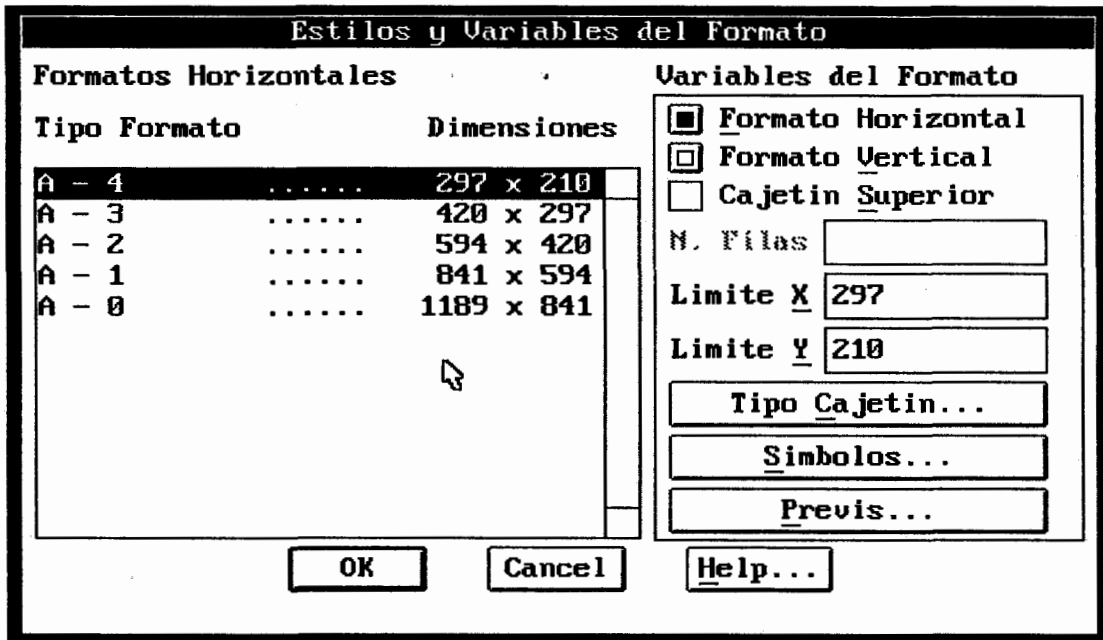 Estilos y Variables del Formato
Formatos Horizontales
Tipo Formato Dimensiones
A - 4 ...... 297 x 210
A - 3 ...... 420 x 297
A - 2 ...... 594 x 420
A - 1 ...... 841 x 594
A - 0 ...... 1189 x 841
Variables del Formato
Formato Horizontal
Formato Vertical
Cajetin Superior
N. Filas
Limite X 297
Limite Y 210
Tipo Cajetin...
Simbolos...
Previs...
OK Cancel Help...